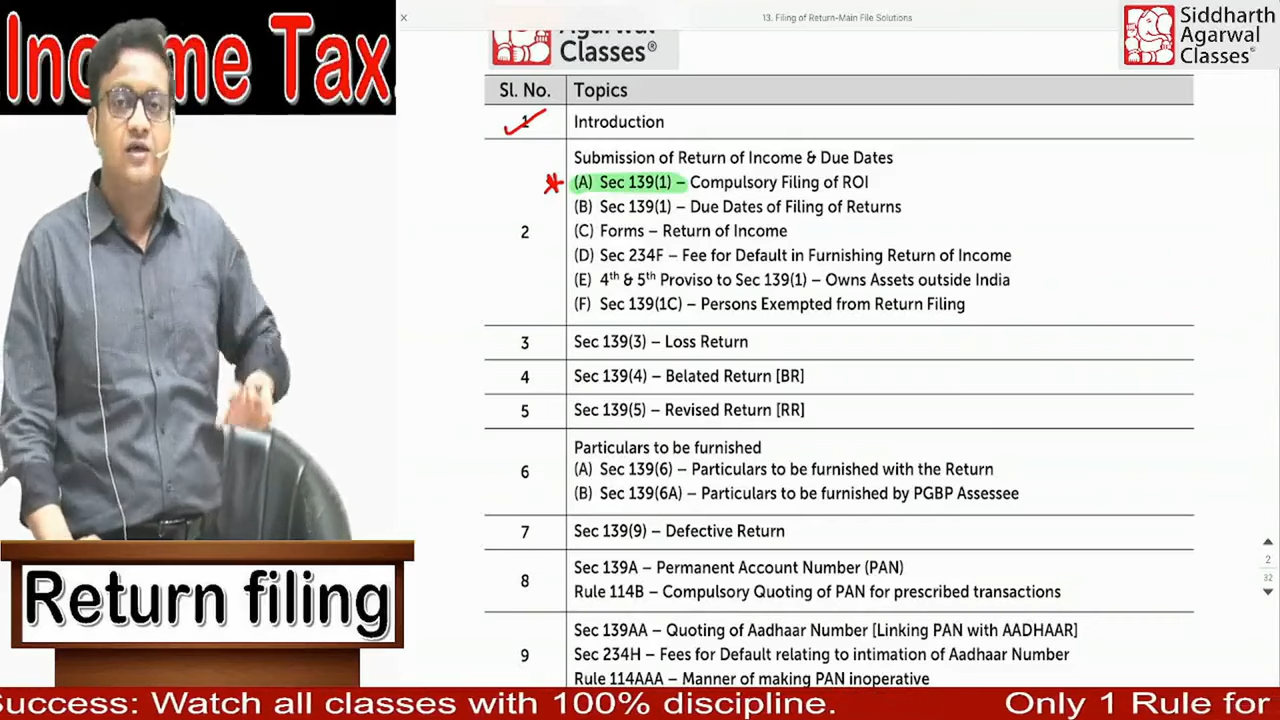 Income Tax.
×
13. Filing of Return-Main File Solutions
Siddharth
Agarwal
Classes®
Classes®
Sl. No. Topics
1 Introduction
Submission of Return of Income & Due Dates
(A) Sec 139(1) – Compulsory Filing of ROI
(B) Sec 139(1) – Due Dates of Filing of Returns
2 (C) Forms – Return of Income
(D) Sec 234F – Fee for Default in Furnishing Return of Income
(E) 4th & 5th Proviso to Sec 139(1) – Owns Assets outside India
(F) Sec 139(1C) – Persons Exempted from Return Filing
3 Sec 139(3) – Loss Return
4 Sec 139(4) – Belated Return [BR]
5 Sec 139(5) – Revised Return [RR]
Particulars to be furnished
6 (A) Sec 139(6) – Particulars to be furnished with the Return
(B) Sec 139(6A) – Particulars to be furnished by PGBP Assessee
7 Sec 139(9) – Defective Return
8 Sec 139A – Permanent Account Number (PAN)
Rule 114B – Compulsory Quoting of PAN for prescribed transactions
Sec 139AA – Quoting of Aadhaar Number [Linking PAN with AADHAAR]
9 Sec 234H – Fees for Default relating to intimation of Aadhaar Number
Rule 114AAA – Manner of making PAN inoperative
2
32
Return filing
Success: Watch all classes with 100% discipline. Only 1 Rule for